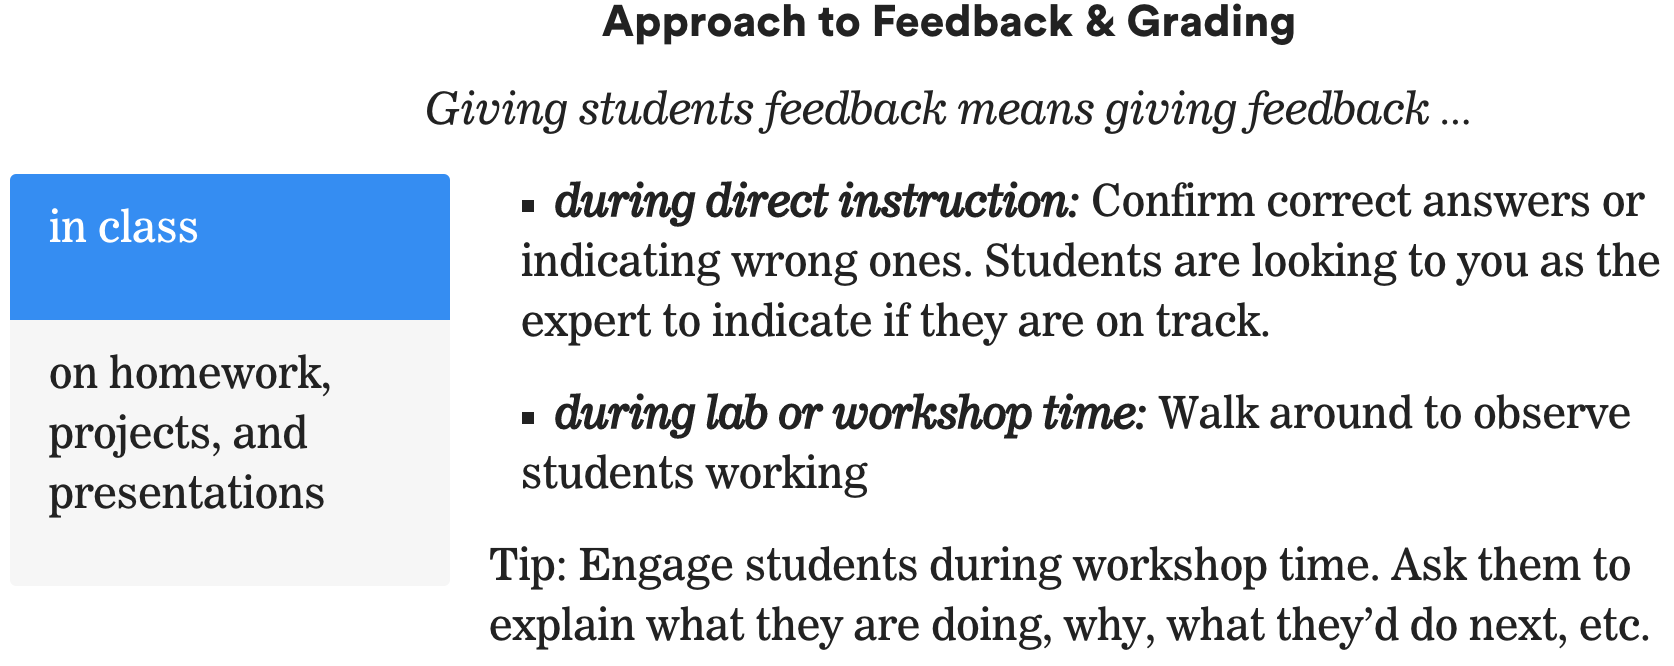 Approach to Feedback & Grading
Giving students feedback means giving feedback ...
in class
on homework,
projects, and
presentations
▪ during direct instruction: Confirm correct answers or
indicating wrong ones. Students are looking to you as the
expert to indicate if they are on track.
▪ during lab or workshop time: Walk around to observe
students working
Tip: Engage students during workshop time. Ask them to
explain what they are doing, why, what they’d do next, etc.